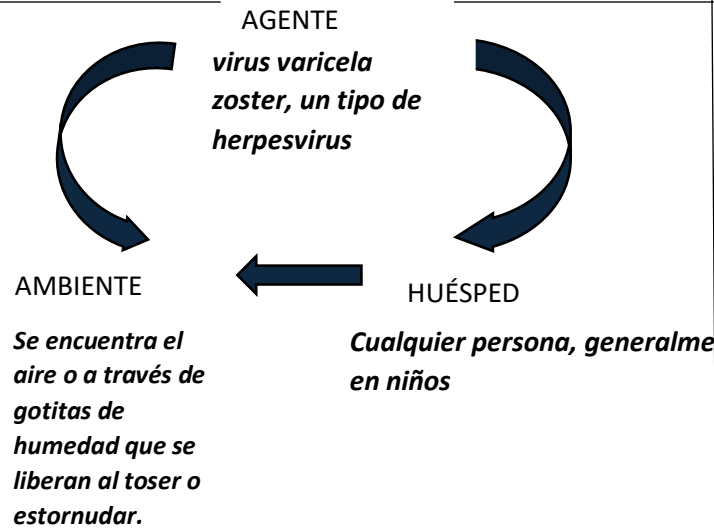 AGENTE
virus varicela
zoster, un tipo de
herpesvirus
AMBIENTE
Se encuentra el
aire o a través de
gotitas de
humedad que se
liberan al toser o
estornudar.
HUÉSPED
Cualquier persona, generalme
en niños